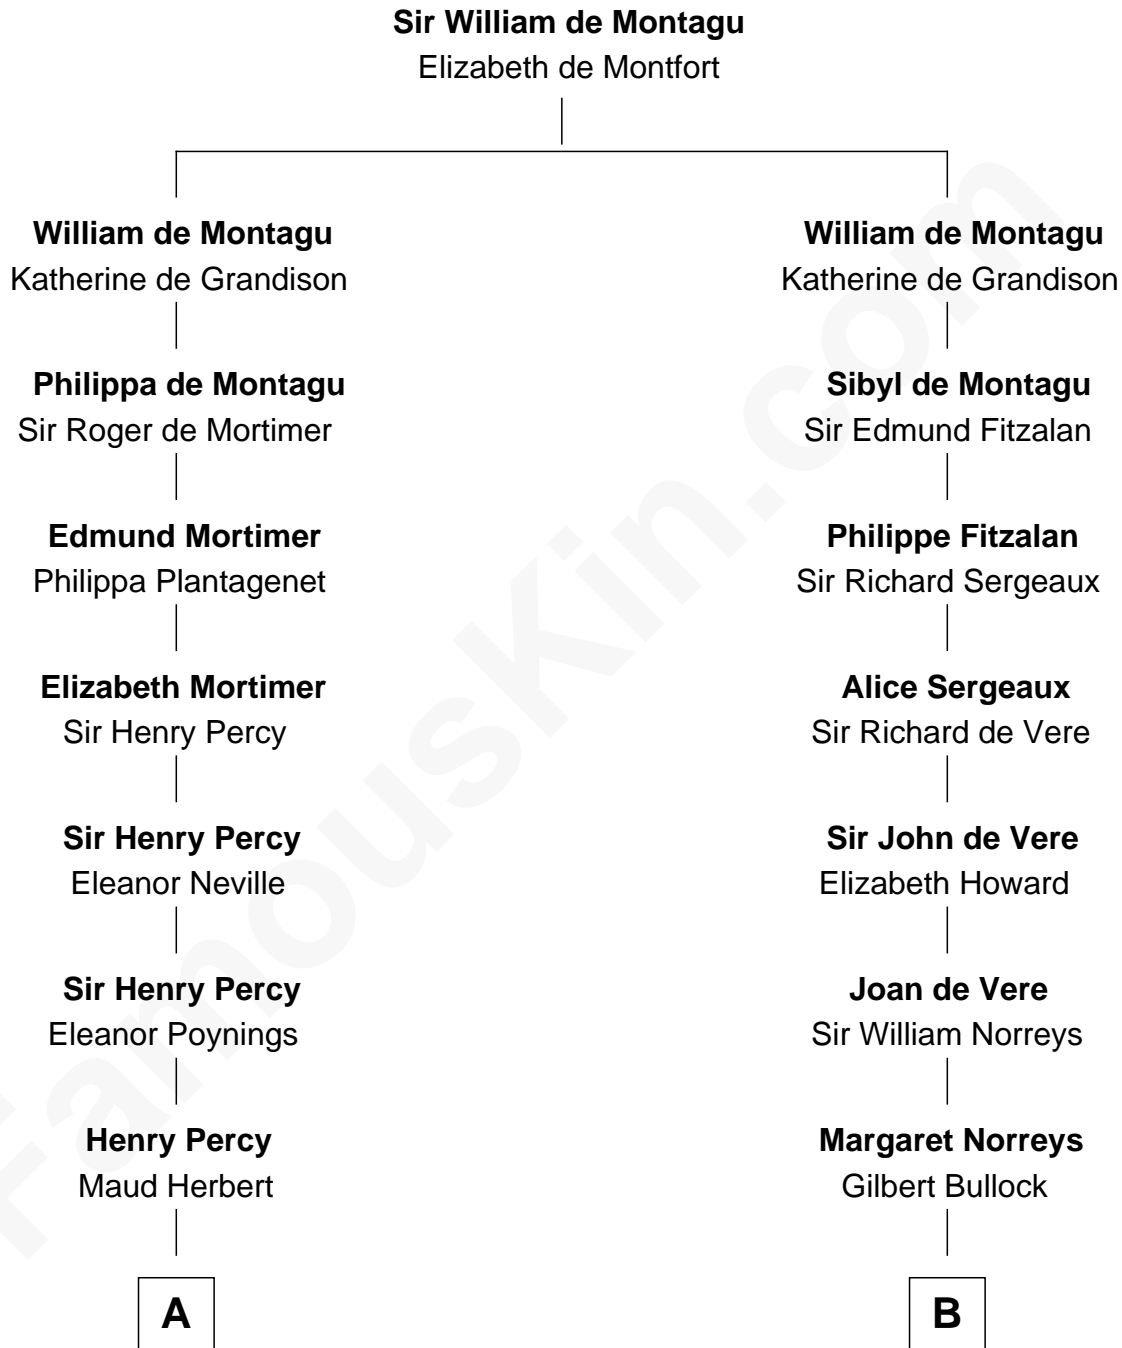 Sir William de Montagu
Elizabeth de Montfort
William de Montagu
Katherine de Grandison
William de Montagu
Katherine de Grandison
Philippa de Montagu
Sir Roger de Mortimer
Sibyl de Montagu
Sir Edmund Fitzalan
Edmund Mortimer
Philippa Plantagenet
Philippe Fitzalan
Sir Richard Sergeaux
Elizabeth Mortimer
Sir Henry Percy
Alice Sergeaux
Sir Richard de Vere
Sir Henry Percy
Eleanor Neville
Sir John de Vere
Elizabeth Howard
Sir Henry Percy
Eleanor Poynings
Joan de Vere
Sir William Norreys
Henry Percy
Maud Herbert
Margaret Norreys
Gilbert Bullock
A
B
FamousKin.com